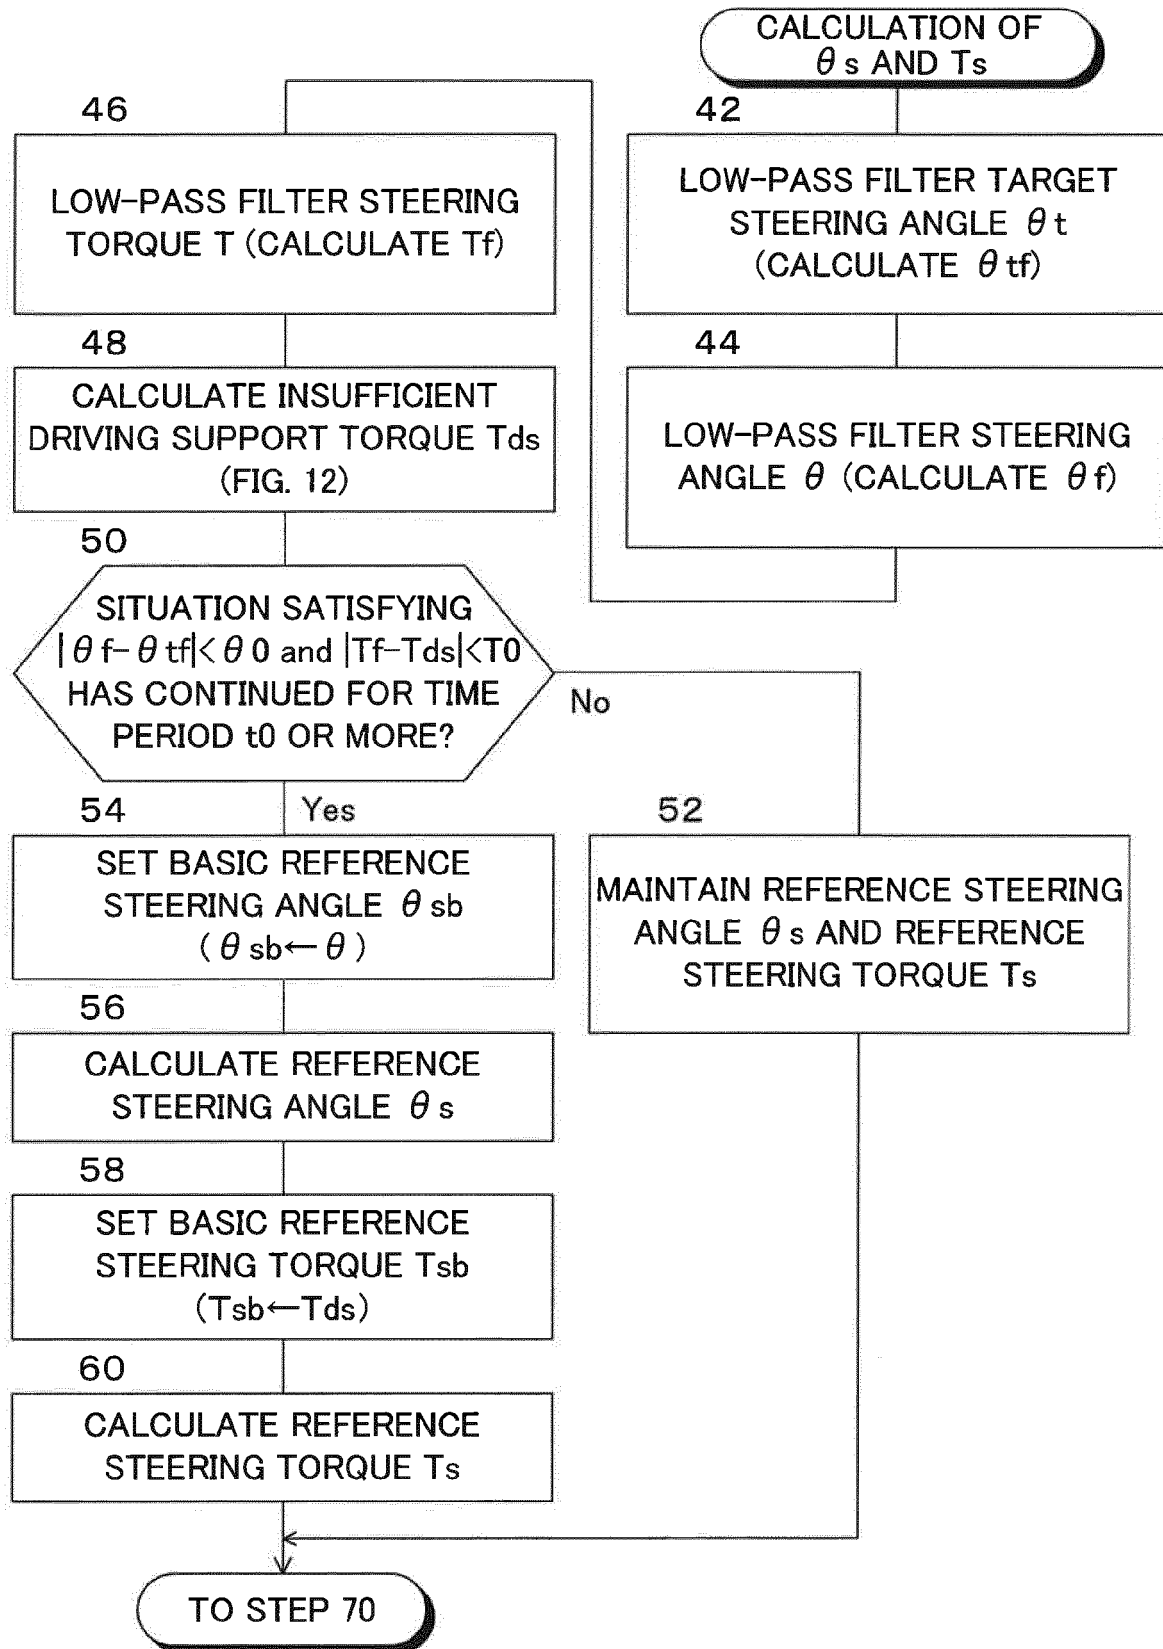 CALCULATION OF
θs AND Ts
42
LOW-PASS FILTER TARGET
STEERING ANGLE θt
(CALCULATE θtf)
44
LOW-PASS FILTER STEERING
ANGLE θ (CALCULATE θf)
46
LOW-PASS FILTER STEERING
TORQUE T (CALCULATE Tf)
48
CALCULATE INSUFFICIENT
DRIVING SUPPORT TORQUE Tds
(FIG. 12)
50
SITUATION SATISFYING
|θf-θtf|<θ0 and |Tf-Tds|<T0
HAS CONTINUED FOR TIME
PERIOD t0 OR MORE?
No
Yes
52
MAINTAIN REFERENCE STEERING
ANGLE θs AND REFERENCE
STEERING TORQUE Ts
54
SET BASIC REFERENCE
STEERING ANGLE θsb
(θsb←θ)
56
CALCULATE REFERENCE
STEERING ANGLE θs
58
SET BASIC REFERENCE
STEERING TORQUE Tsb
(Tsb←Tds)
60
CALCULATE REFERENCE
STEERING TORQUE Ts
TO STEP 70